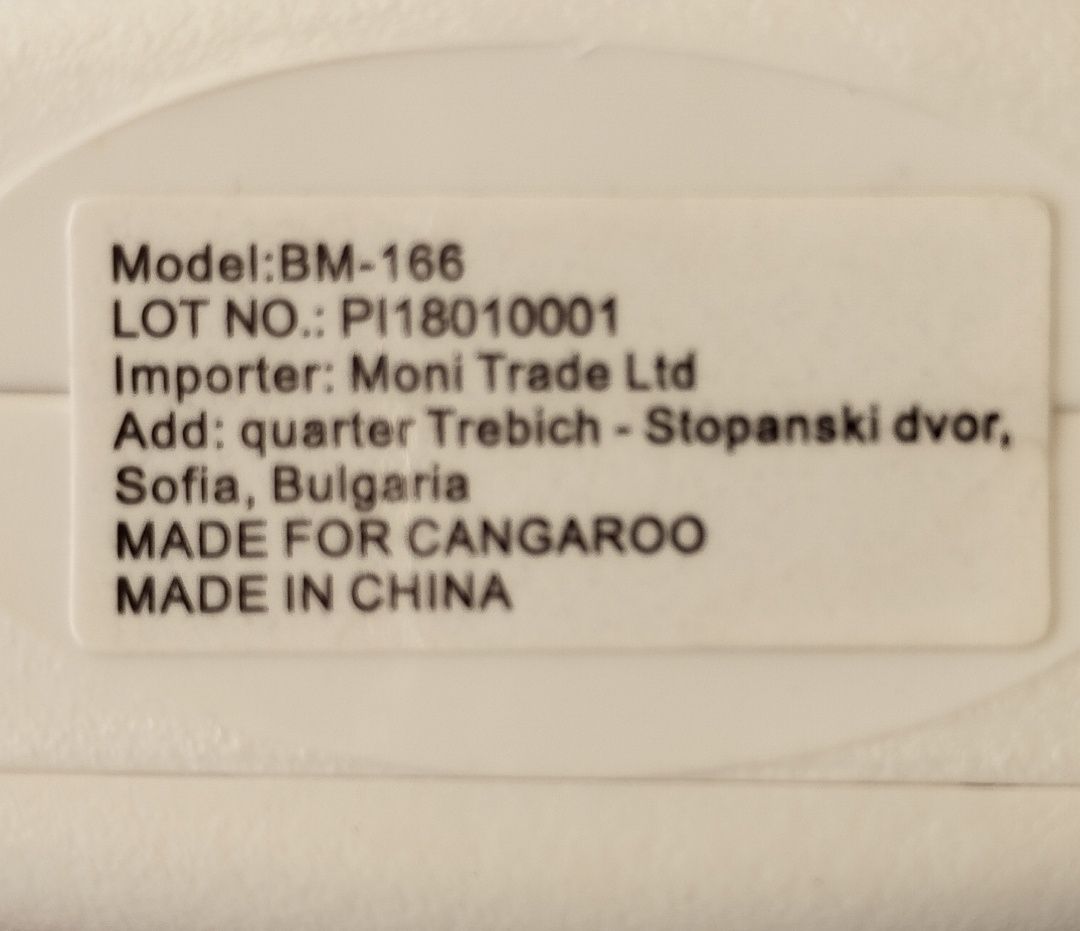 Model:BM-166
LOT NO.: PI18010001
Importer: Moni Trade Ltd
Add: quarter Trebich - Stopanski dvor,
Sofia, Bulgaria
MADE FOR CANGAROO
MADE IN CHINA